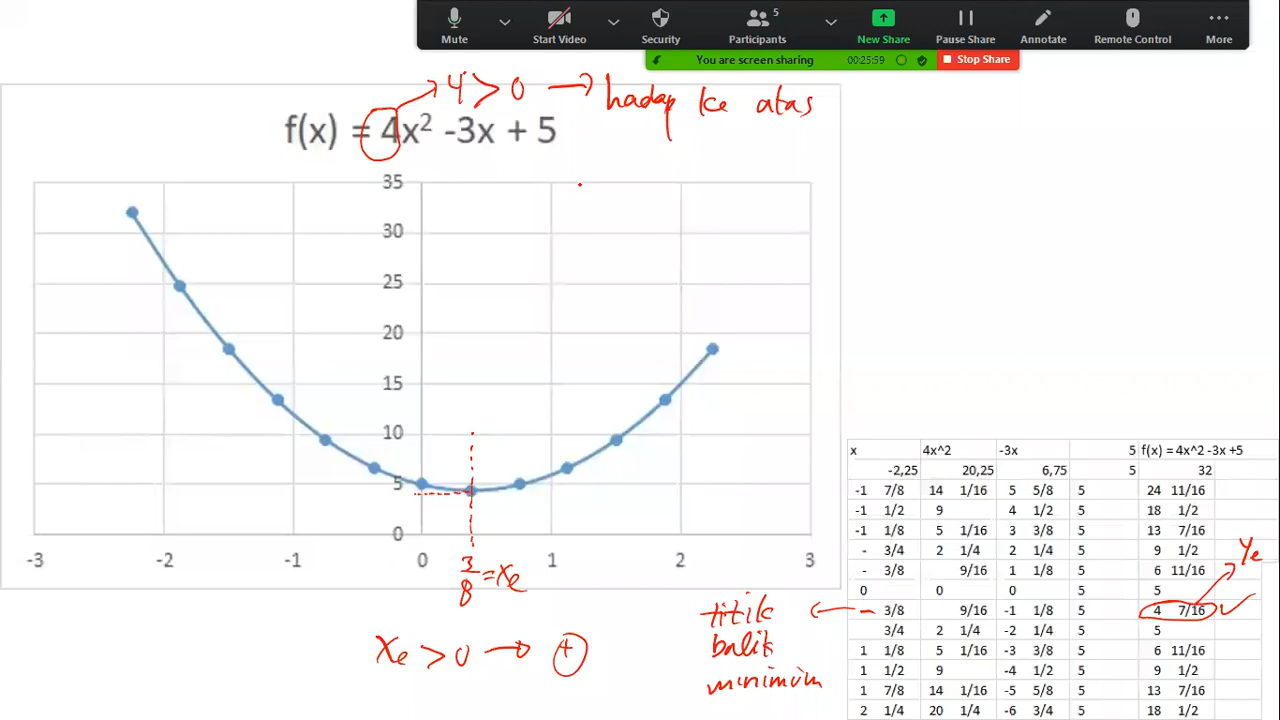 5
Mute Start Video Security Participants New Share Pause Share Annotate Remote Control More
You are screen sharing 00:25:59 Stop Share
4 > 0 → hadap ke atas
f(x) = 4x² -3x + 5
35
30
25
20
15
10
5
0
-3 -2 -1 0 1 2 3
3/8 = xe
xe > 0 → +
titik
balik
minimum
ye
x 4x^2 -3x 5 f(x) = 4x^2 -3x +5
-2,25 20,25 6,75 5 32
-1 7/8 14 1/16 5 5/8 5 24 11/16
-1 1/2 9 4 1/2 5 18 1/2
-1 1/8 5 1/16 3 3/8 5 13 7/16
- 3/4 2 1/4 2 1/4 5 9 1/2
- 3/8 9/16 1 1/8 5 6 11/16
0 0 0 5 5
3/8 9/16 -1 1/8 5 4 7/16
3/4 2 1/4 -2 1/4 5 5
1 1/8 5 1/16 -3 3/8 5 6 11/16
1 1/2 9 -4 1/2 5 9 1/2
1 7/8 14 1/16 -5 5/8 5 13 7/16
2 1/4 20 1/4 -6 3/4 5 18 1/2